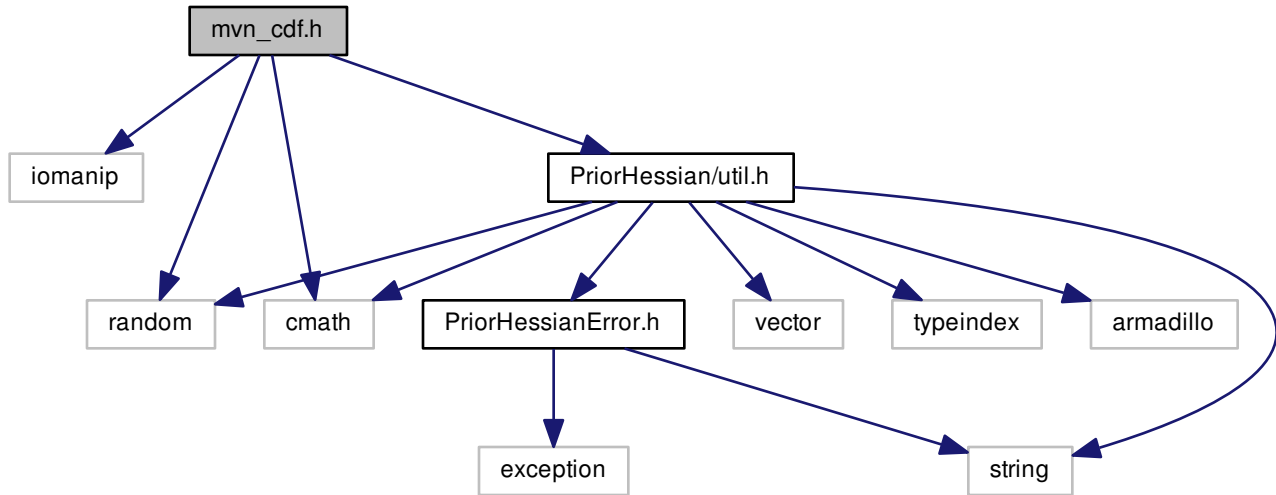 mvn_cdf.h
iomanip
PriorHessian/util.h
random
cmath
PriorHessianError.h
vector
typeindex
armadillo
exception
string